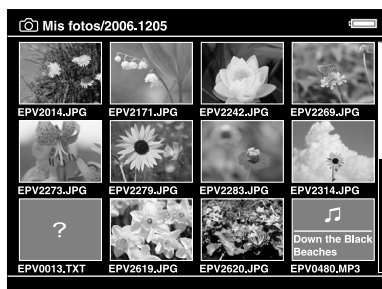 Mis fotos/2006.1205
EPV2014.JPG EPV2171.JPG EPV2242.JPG EPV2269.JPG
EPV2273.JPG EPV2279.JPG EPV2283.JPG EPV2314.JPG
?
Down the Black
Beaches
EPV0013.TXT EPV2619.JPG EPV2620.JPG EPV0480.MP3